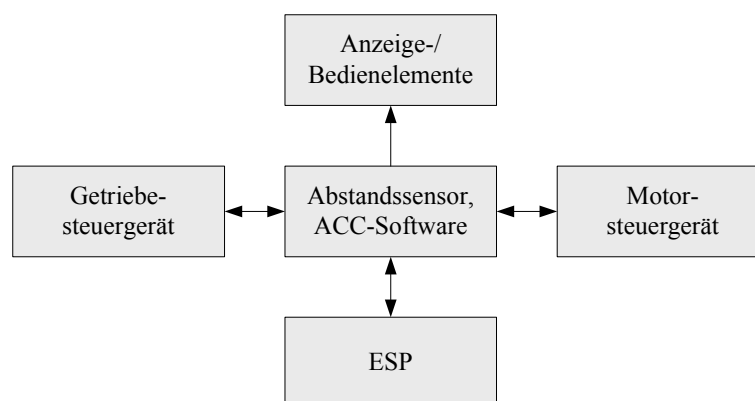 Anzeige-/
Bedienelemente
Getriebe-
steuergerät
Abstandssensor,
ACC-Software
Motor-
steuergerät
ESP